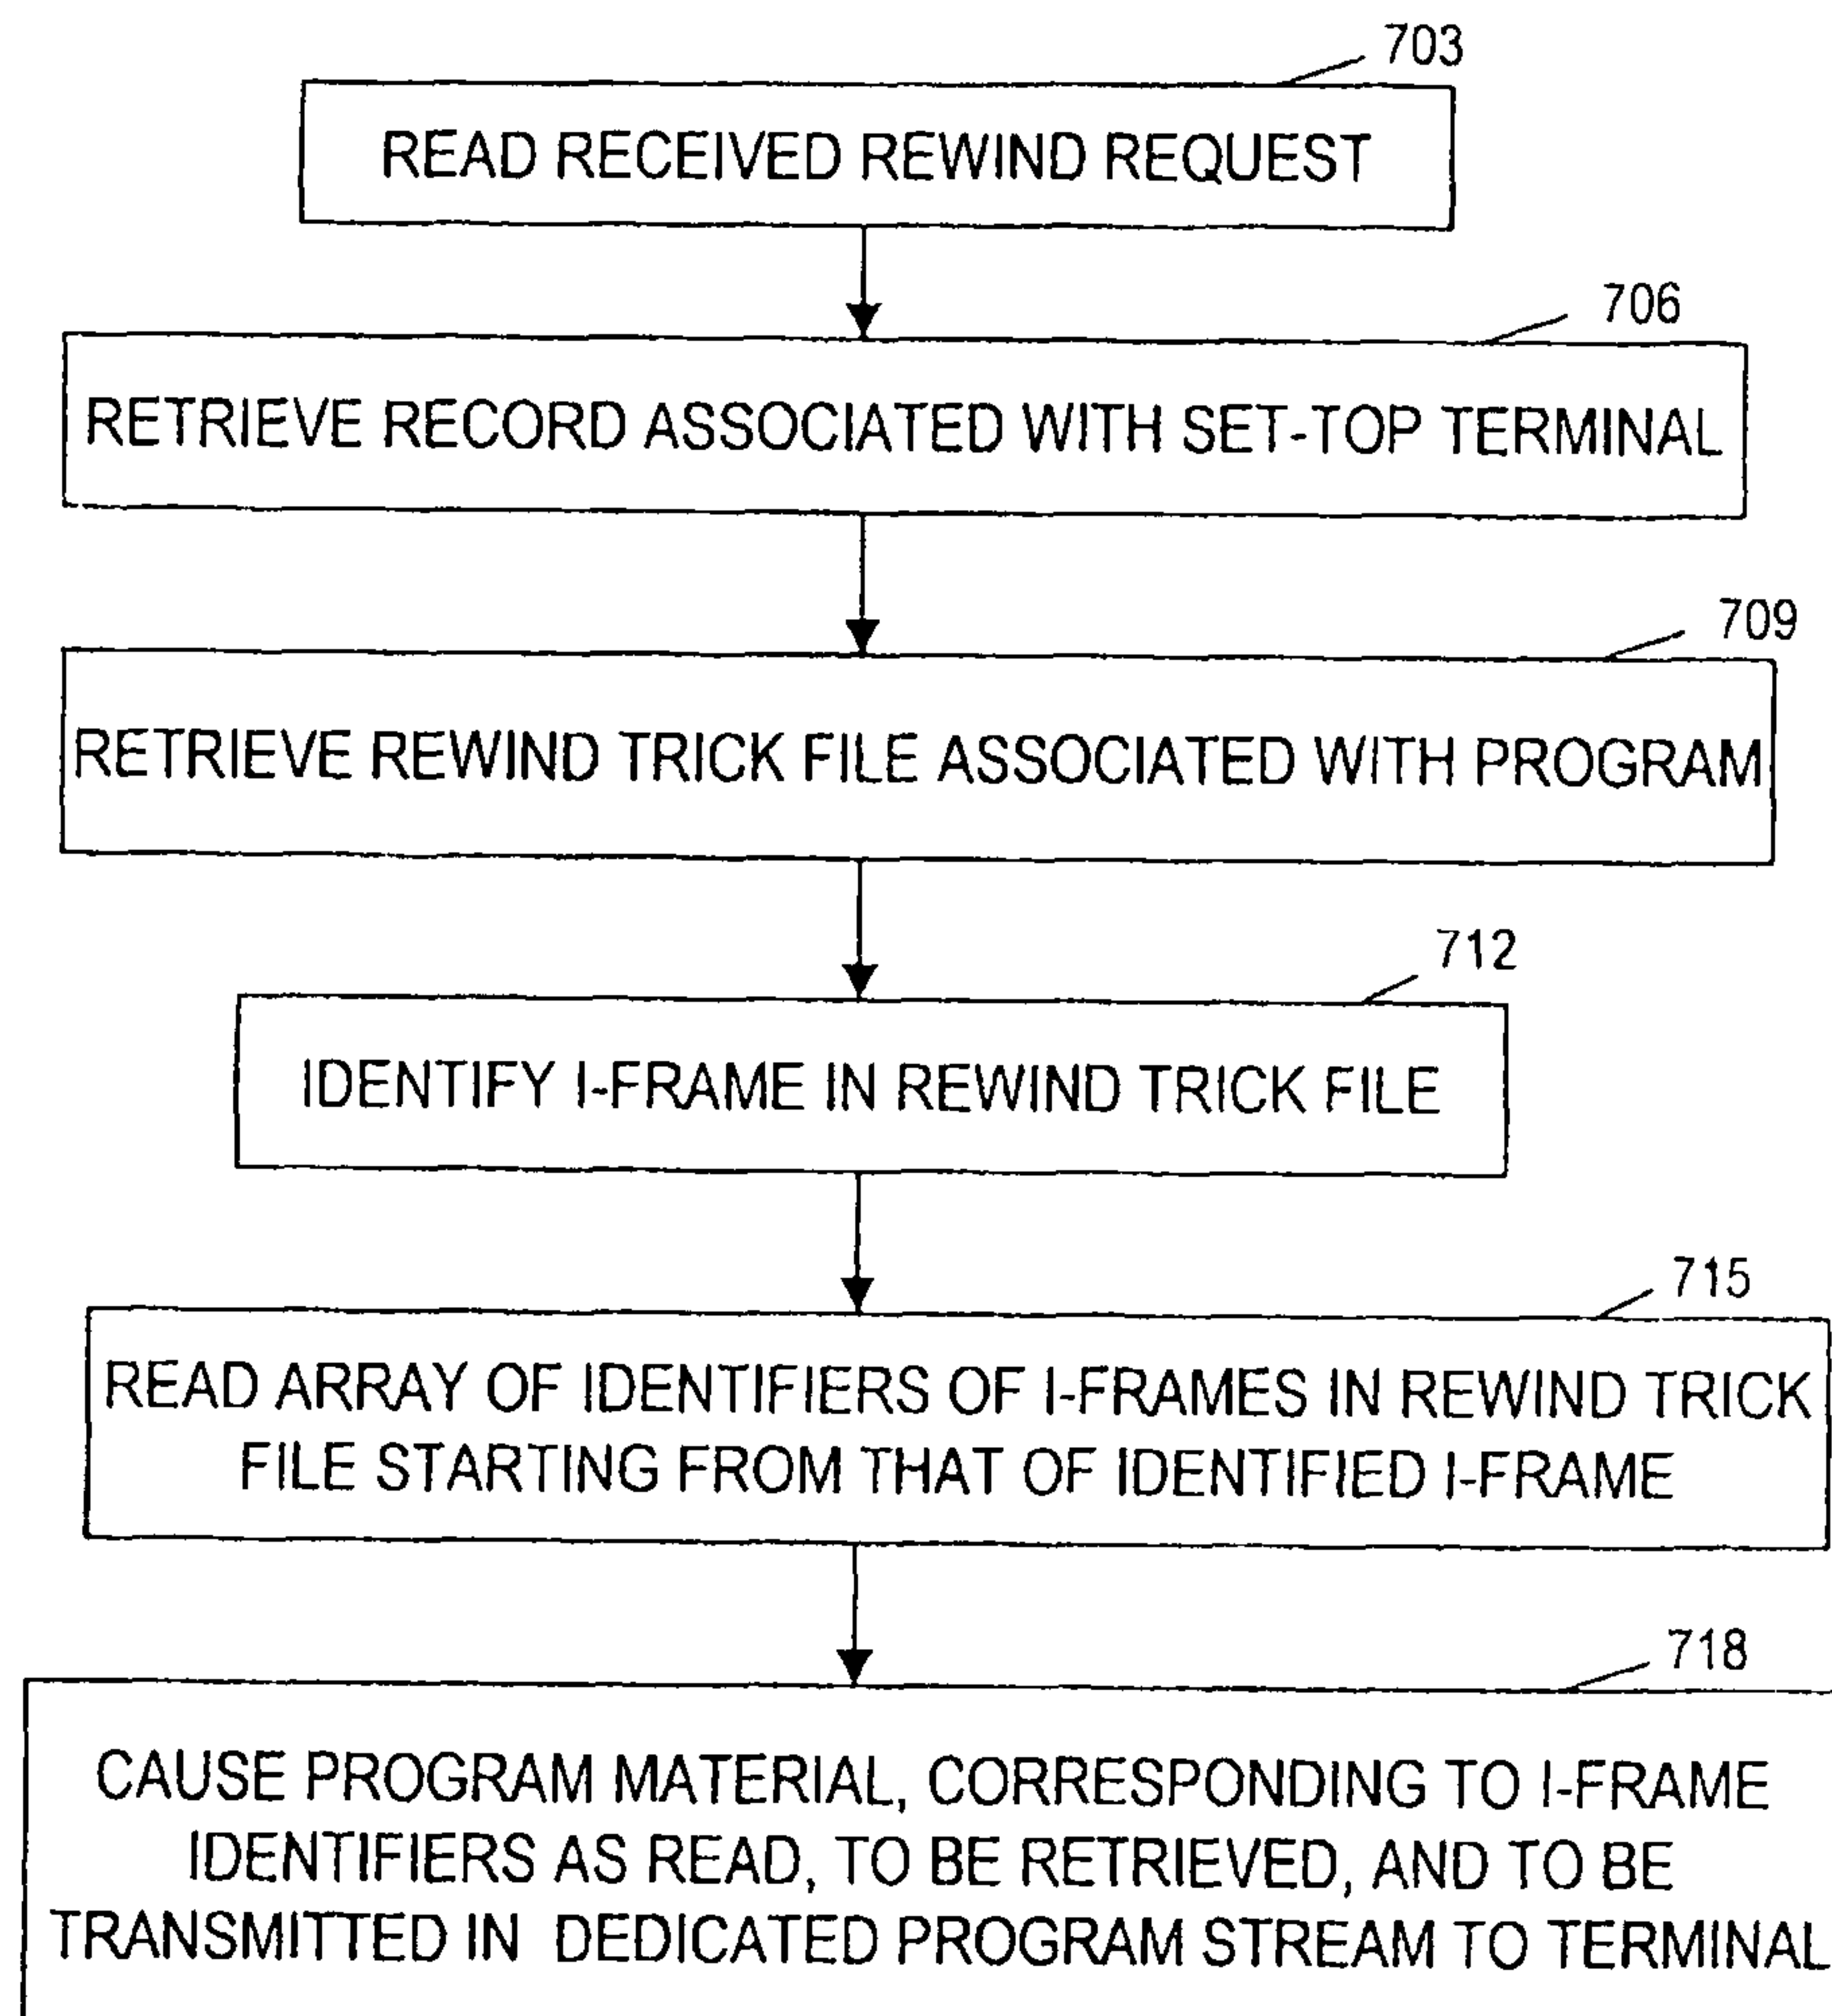 703
READ RECEIVED REWIND REQUEST
706
RETRIEVE RECORD ASSOCIATED WITH SET-TOP TERMINAL
709
RETRIEVE REWIND TRICK FILE ASSOCIATED WITH PROGRAM
712
IDENTIFY I-FRAME IN REWIND TRICK FILE
715
READ ARRAY OF IDENTIFIERS OF I-FRAMES IN REWIND TRICK
FILE STARTING FROM THAT OF IDENTIFIED I-FRAME
718
CAUSE PROGRAM MATERIAL, CORRESPONDING TO I-FRAME
IDENTIFIERS AS READ, TO BE RETRIEVED, AND TO BE
TRANSMITTED IN DEDICATED PROGRAM STREAM TO TERMINAL